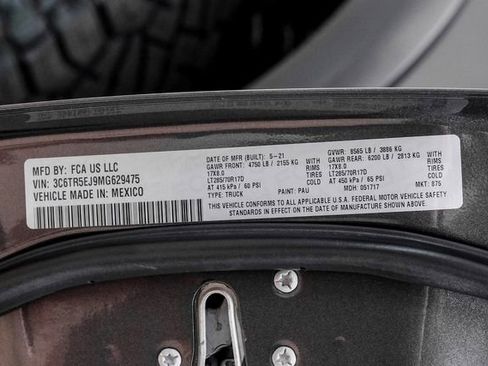 MFD BY: FCA US LLC
VIN: 3C6TR5EJ9MG629475
VEHICLE MADE IN: MEXICO
DATE OF MFR (BUILT): 5-21
GAWR FRONT: 4750 LB / 2155 KG WITH
17X8.0 RIMS
LT285/70R17D TIRES
AT 415 kPa / 60 PSI COLD
TYPE: TRUCK PAINT: PAU
GVWR: 8565 LB / 3886 KG
GAWR REAR: 6200 LB / 2813 KG WITH
17X8.0 RIMS
LT285/70R17D TIRES
AT 450 kPa / 65 PSI COLD
MDH: 051717 MKT: 876
THIS VEHICLE CONFORMS TO ALL APPLICABLE U.S.A. FEDERAL MOTOR VEHICLE SAFETY
STANDARDS IN EFFECT ON THE DATE OF MANUFACTURE SHOWN ABOVE.